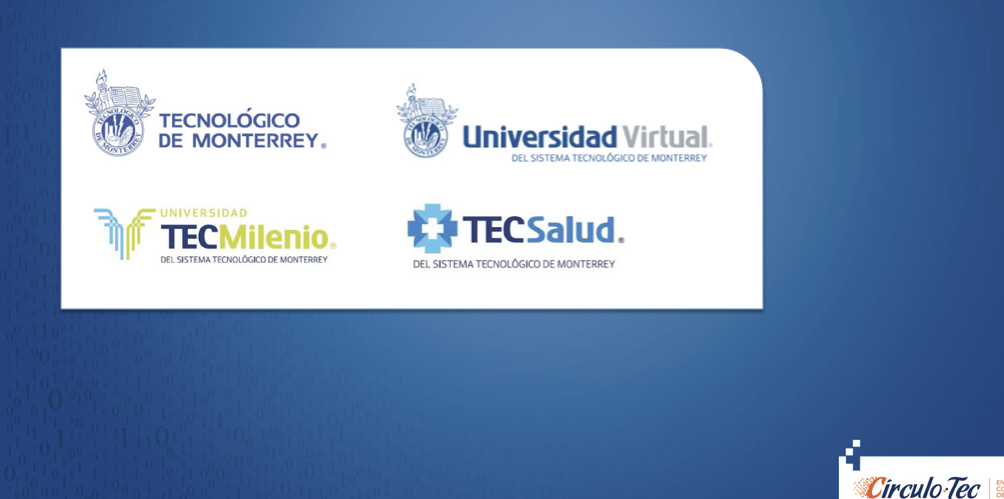 TECNOLÓGICO
DE MONTERREY®
Universidad Virtual®
DEL SISTEMA TECNOLÓGICO DE MONTERREY
UNIVERSIDAD
TECMilenio®
DEL SISTEMA TECNOLÓGICO DE MONTERREY
TECSalud®
DEL SISTEMA TECNOLÓGICO DE MONTERREY
Círculo·Tec